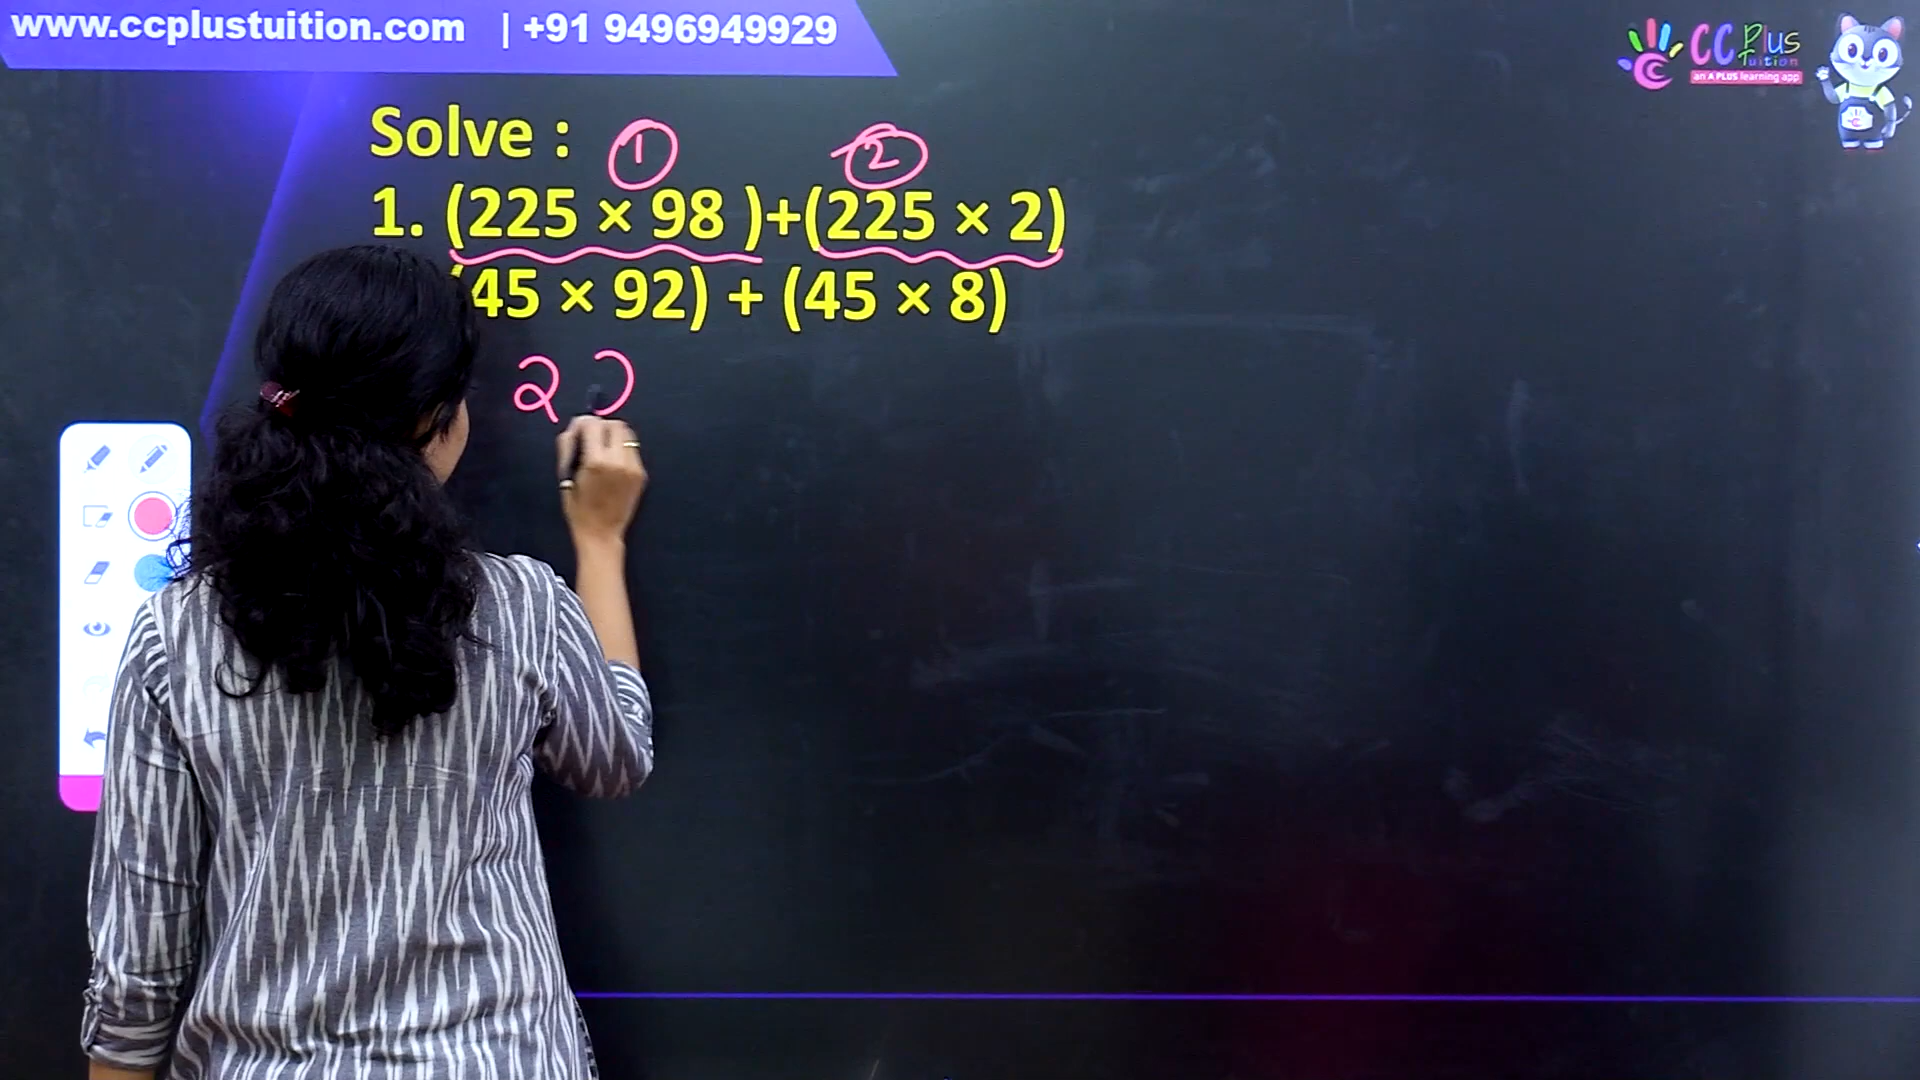 www.ccplustuition.com | +91 9496949929
CC Plus
Tuition
an A PLUS learning app
Solve :
1 2
1. (225 × 98 )+(225 × 2)
(45 × 92) + (45 × 8)
2